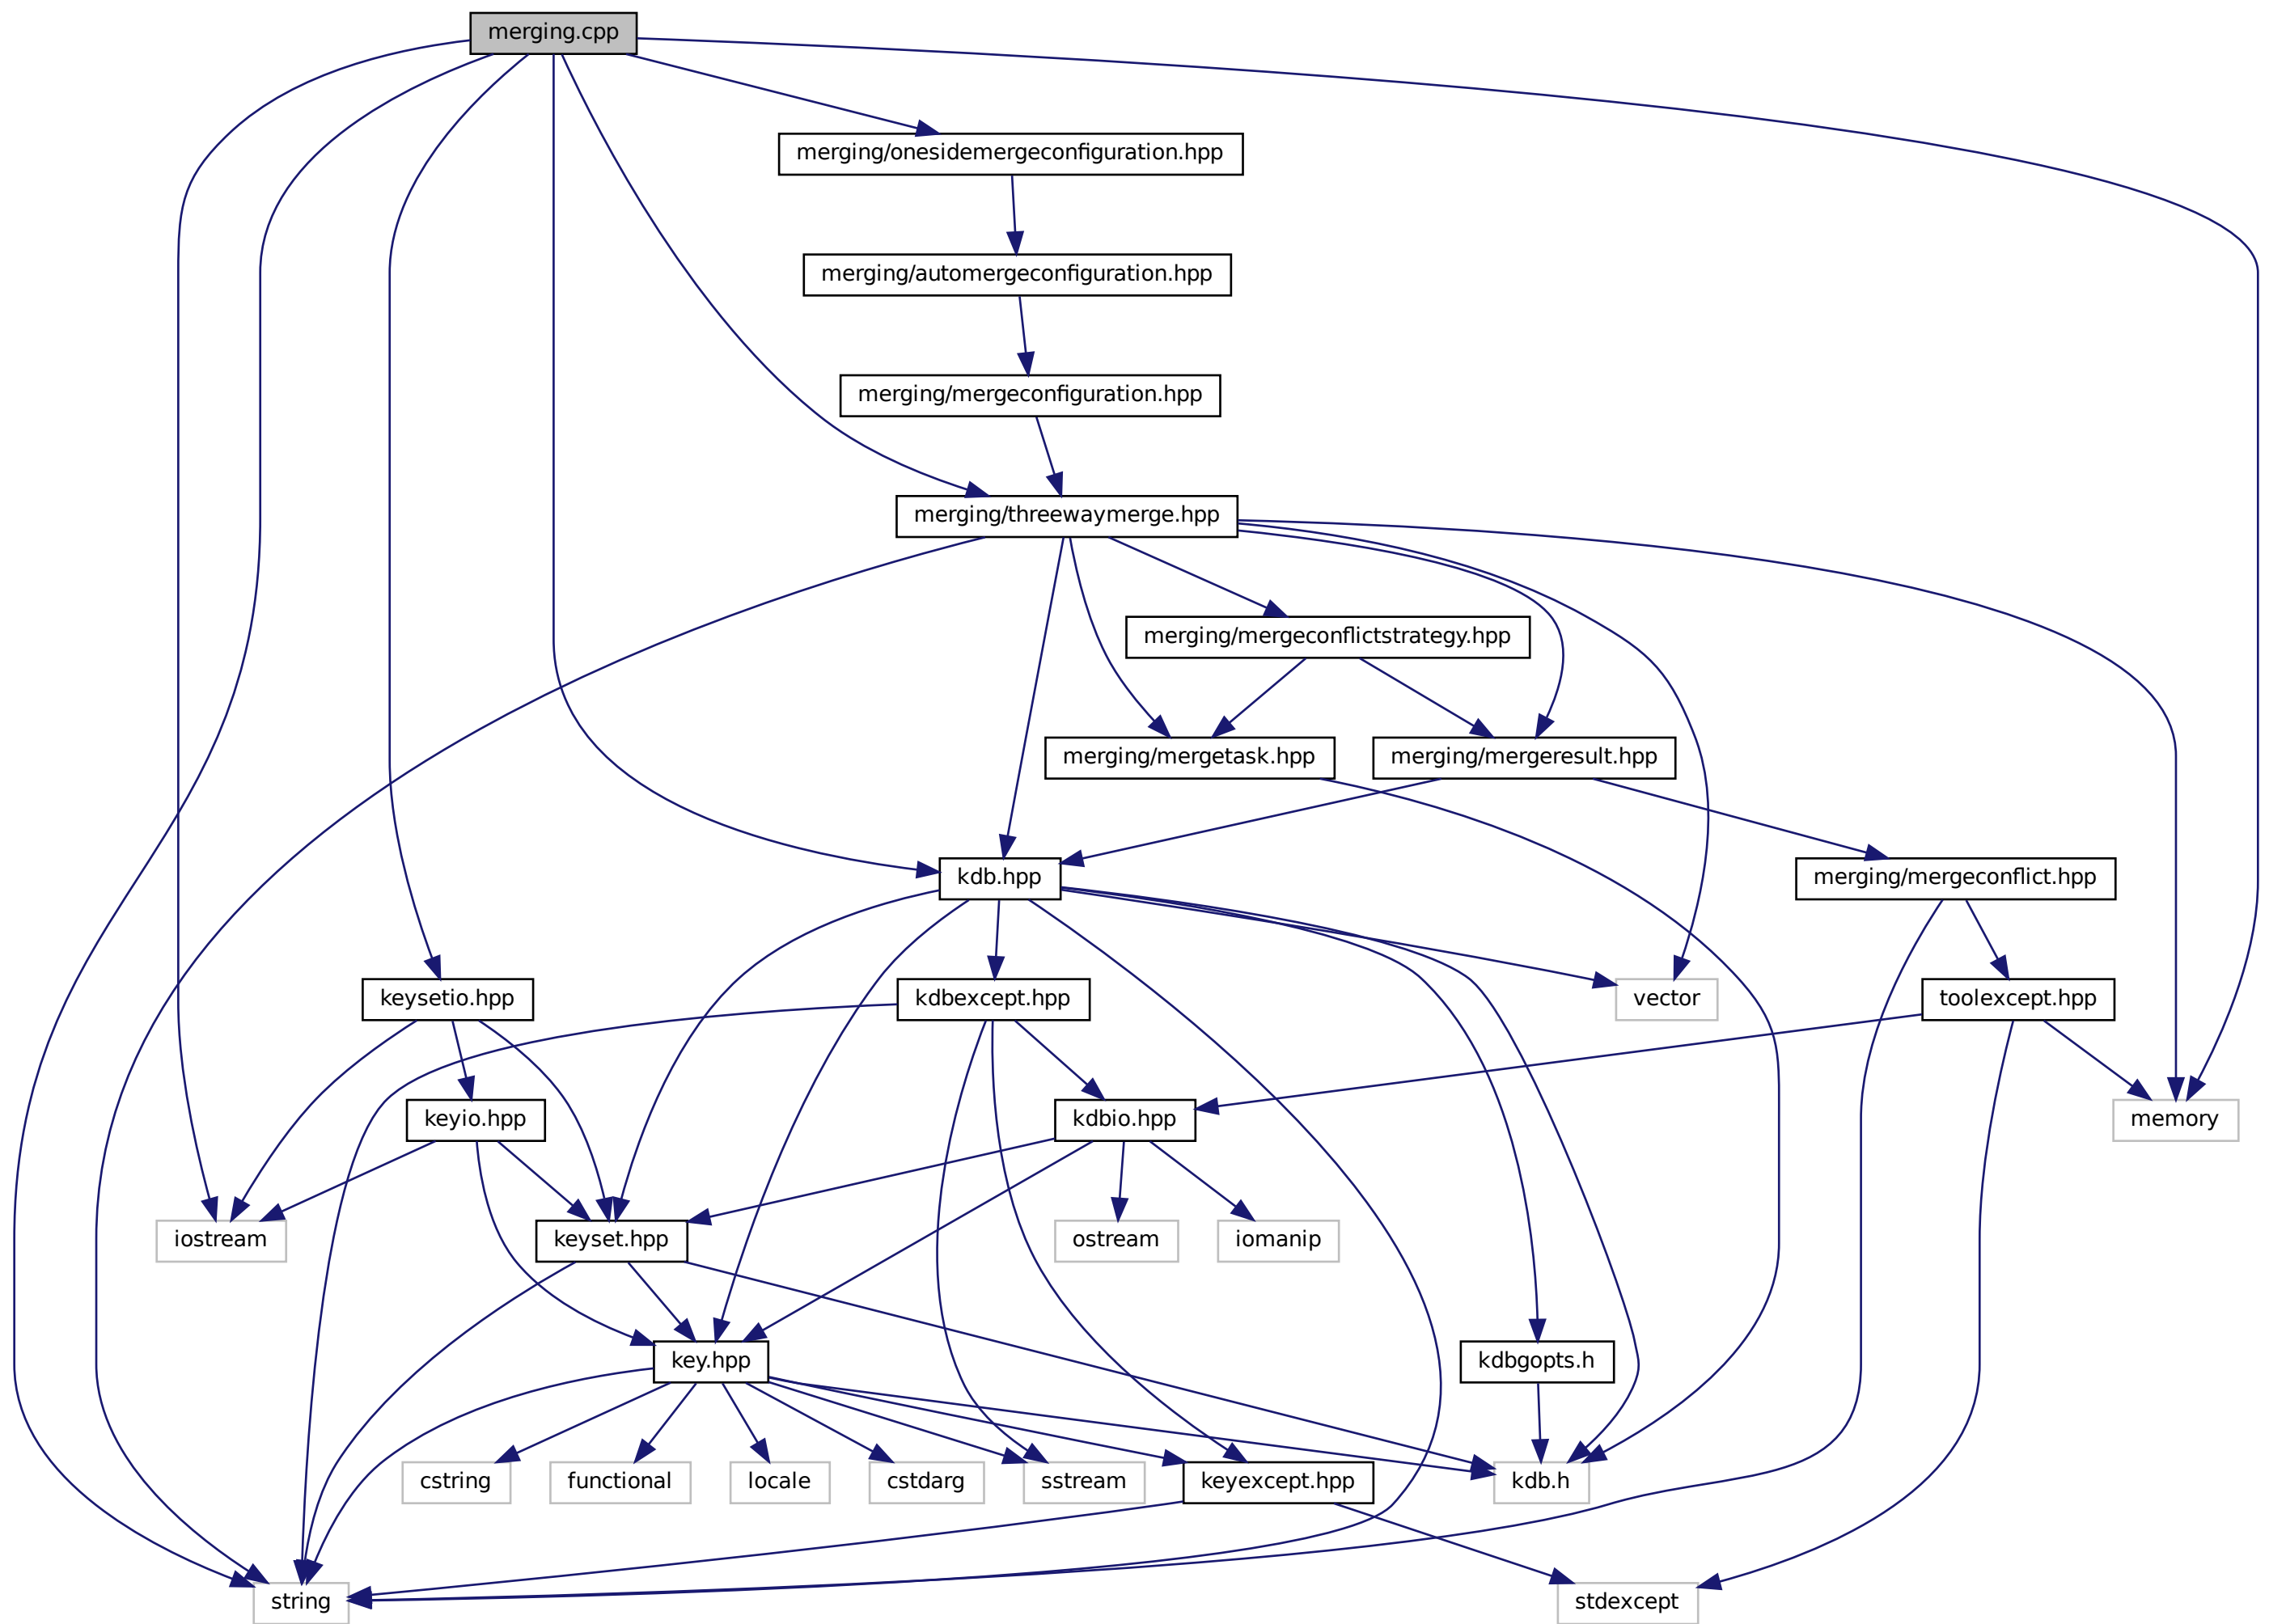 merging.cpp
merging/onesidemergeconfiguration.hpp
merging/automergeconfiguration.hpp
merging/mergeconfiguration.hpp
merging/threewaymerge.hpp
merging/mergeconflictstrategy.hpp
merging/mergetask.hpp
merging/mergeresult.hpp
kdb.hpp
merging/mergeconflict.hpp
keysetio.hpp
kdbexcept.hpp
vector
toolexcept.hpp
keyio.hpp
kdbio.hpp
memory
iostream
keyset.hpp
ostream
iomanip
key.hpp
kdbgopts.h
cstring
functional
locale
cstdarg
sstream
keyexcept.hpp
kdb.h
string
stdexcept